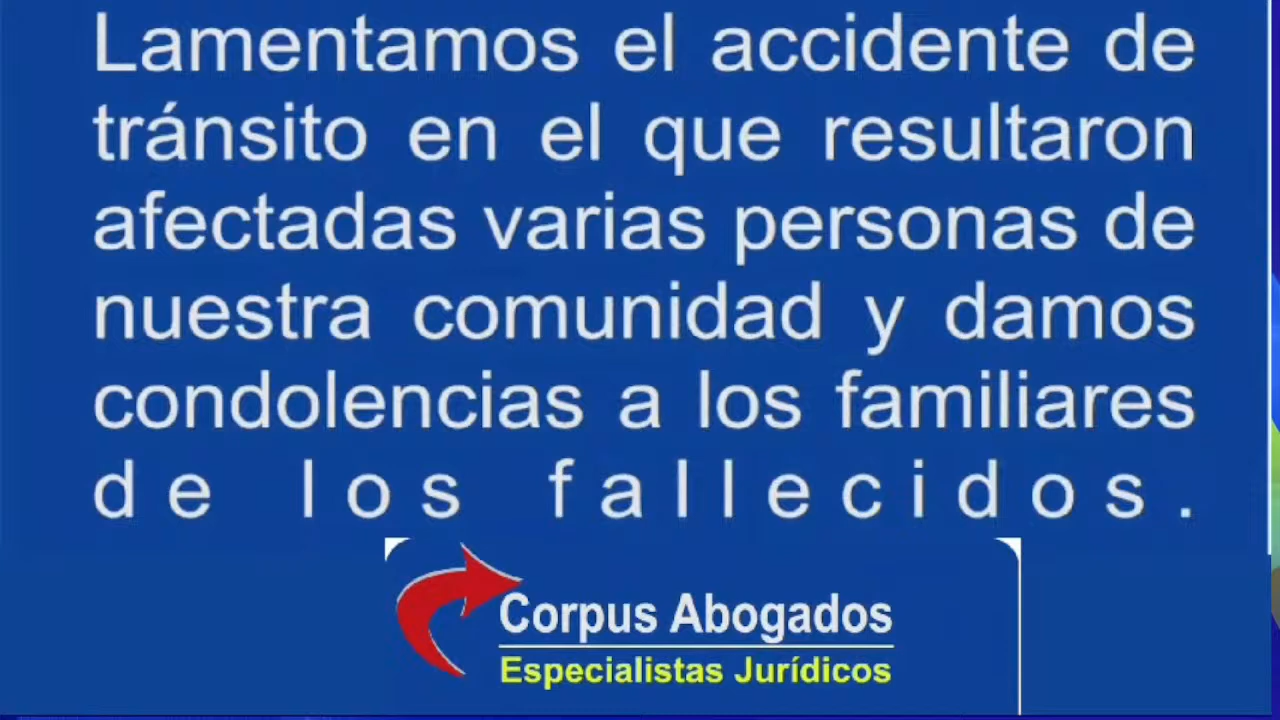 Lamentamos el accidente de
tránsito en el que resultaron
afectadas varias personas de
nuestra comunidad y damos
condolencias a los familiares
de los fallecidos.
Corpus Abogados
Especialistas Jurídicos